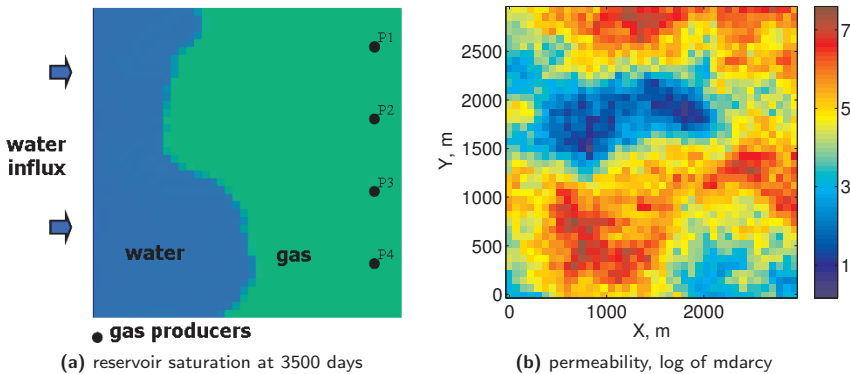 P1
P2
P3
P4
water
influx
water
gas
gas producers
(a) reservoir saturation at 3500 days
2500
2000
1500
1000
500
0
Y, m
0
1000
2000
X, m
7
5
3
1
(b) permeability, log of mdarcy